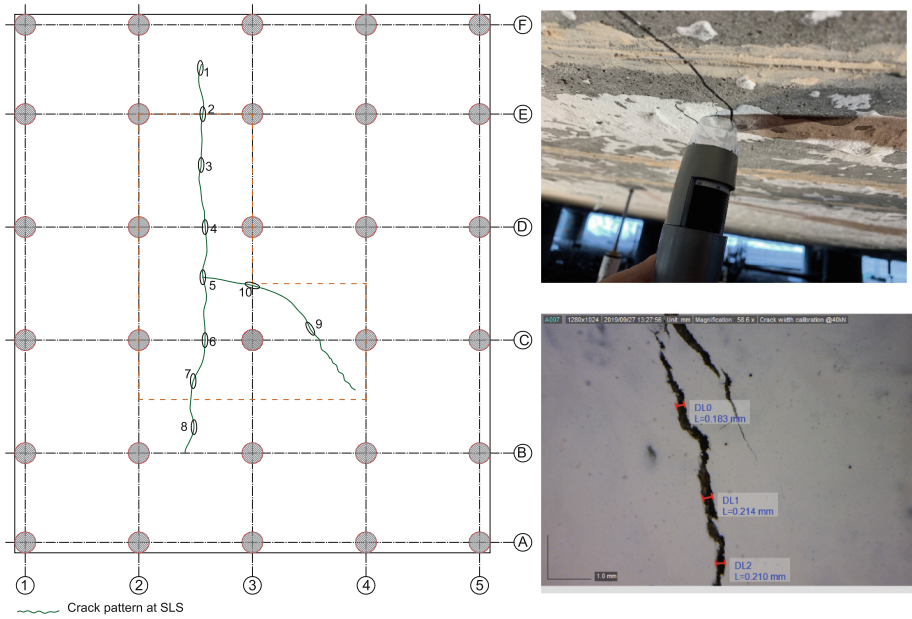 F
1
2
E
3
4
D
5
10
9
6
C
7
8
B
A
1
2
3
4
5
Crack pattern at SLS
A007 1280x1024 2019/09/27 13:27:56 Unit: mm Magnification: 58.6 x Crack width calibration @40kN
DL0
L=0.183 mm
DL1
L=0.214 mm
DL2
L=0.210 mm
1.0 mm